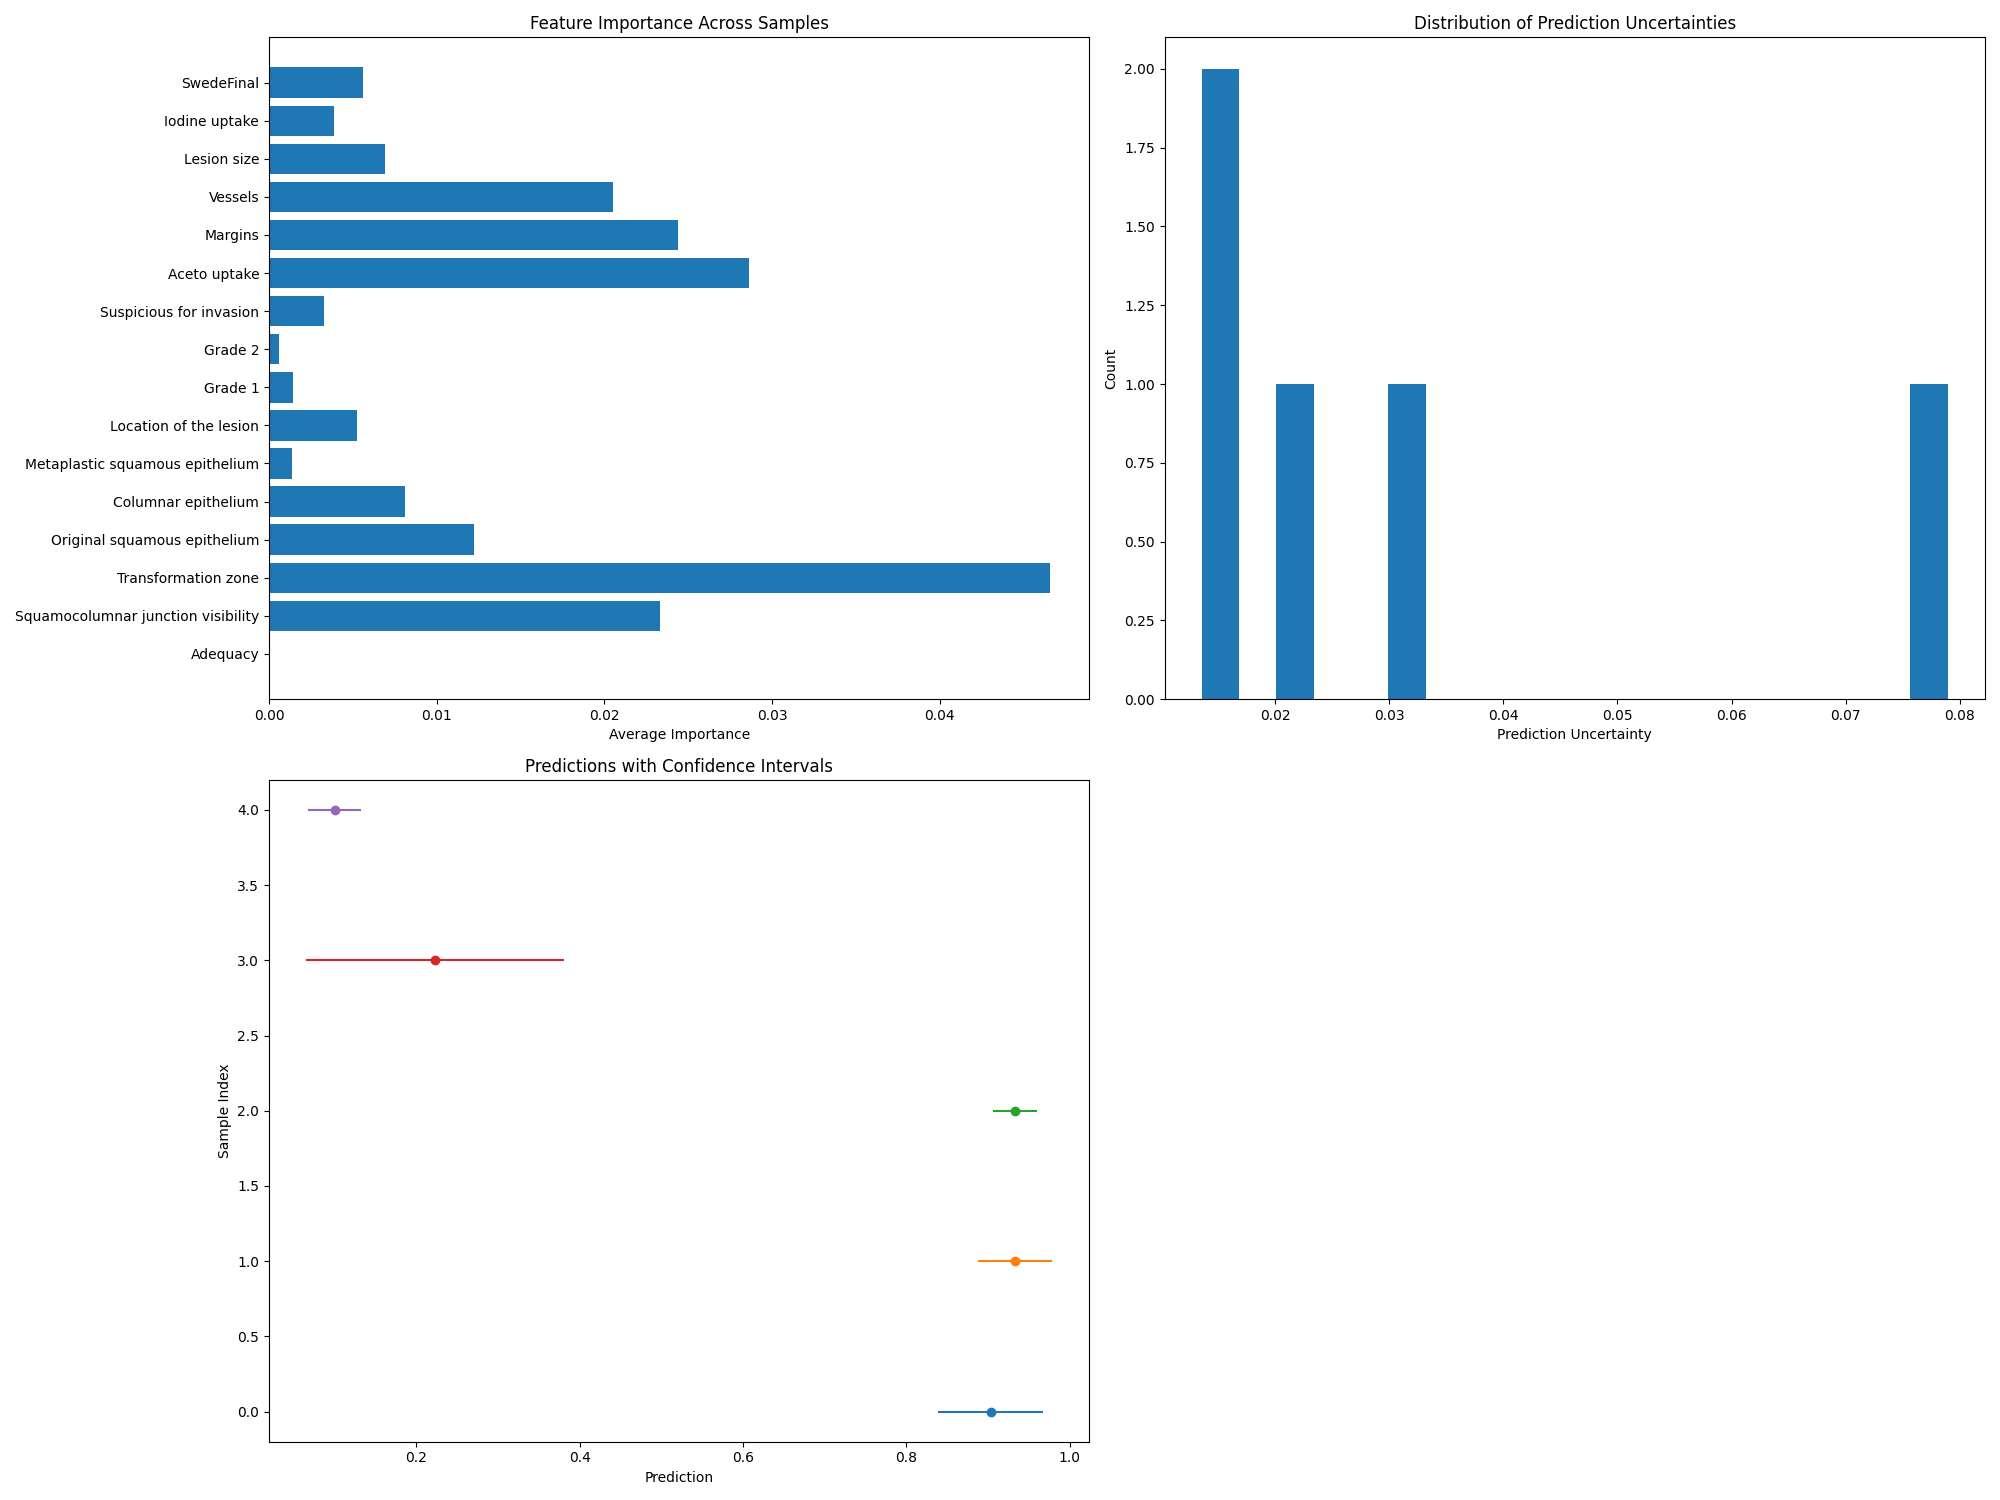 Feature Importance Across Samples
SwedeFinal
Iodine uptake
Lesion size
Vessels
Margins
Aceto uptake
Suspicious for invasion
Grade 2
Grade 1
Location of the lesion
Metaplastic squamous epithelium
Columnar epithelium
Original squamous epithelium
Transformation zone
Squamocolumnar junction visibility
Adequacy
0.00 0.01 0.02 0.03 0.04
Average Importance
Distribution of Prediction Uncertainties
2.00
1.75
1.50
1.25
1.00
0.75
0.50
0.25
0.00
Count
0.02 0.03 0.04 0.05 0.06 0.07 0.08
Prediction Uncertainty
Predictions with Confidence Intervals
4.0
3.5
3.0
2.5
2.0
1.5
1.0
0.5
0.0
Sample Index
0.2 0.4 0.6 0.8 1.0
Prediction